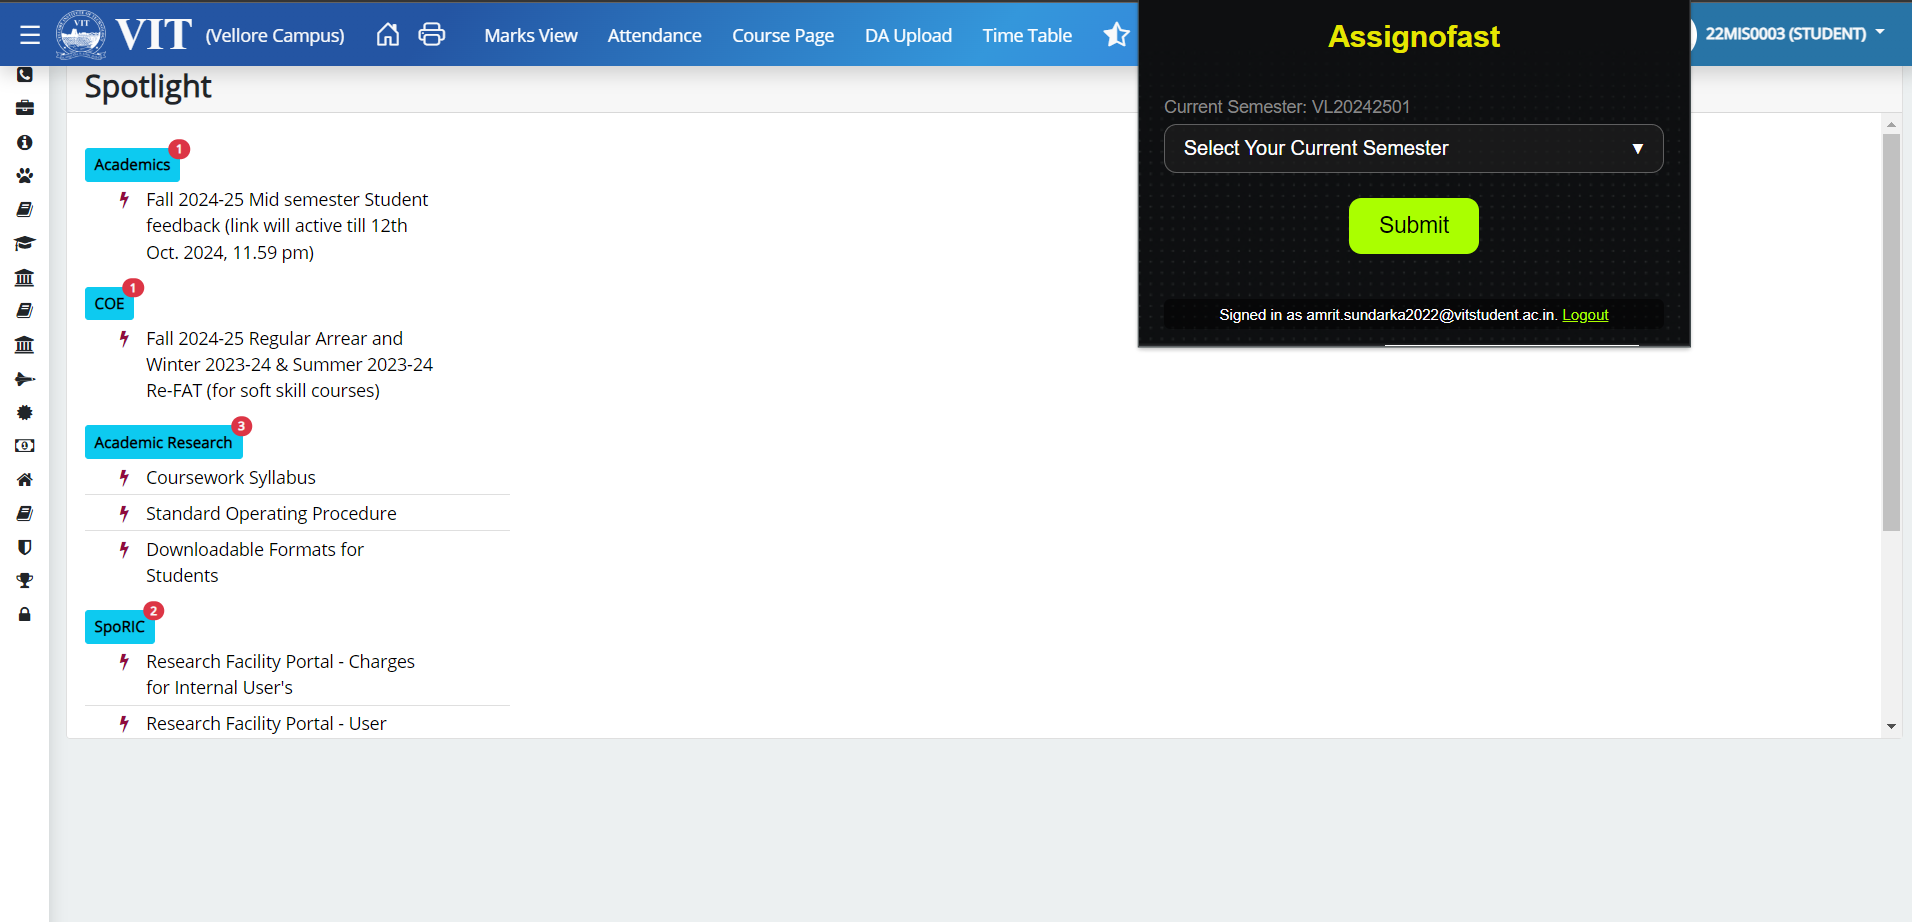 VIT (Vellore Campus) Marks View Attendance Course Page DA Upload Time Table 22MIS0003 (STUDENT)
Spotlight
Academics 1
Fall 2024-25 Mid semester Student
feedback (link will active till 12th
Oct. 2024, 11.59 pm)
COE 1
Fall 2024-25 Regular Arrear and
Winter 2023-24 & Summer 2023-24
Re-FAT (for soft skill courses)
Academic Research 3
Coursework Syllabus
Standard Operating Procedure
Downloadable Formats for
Students
SpoRIC 2
Research Facility Portal - Charges
for Internal User's
Research Facility Portal - User
Assignofast
Current Semester: VL20242501
Select Your Current Semester
Submit
Signed in as amrit.sundarka2022@vitstudent.ac.in. Logout